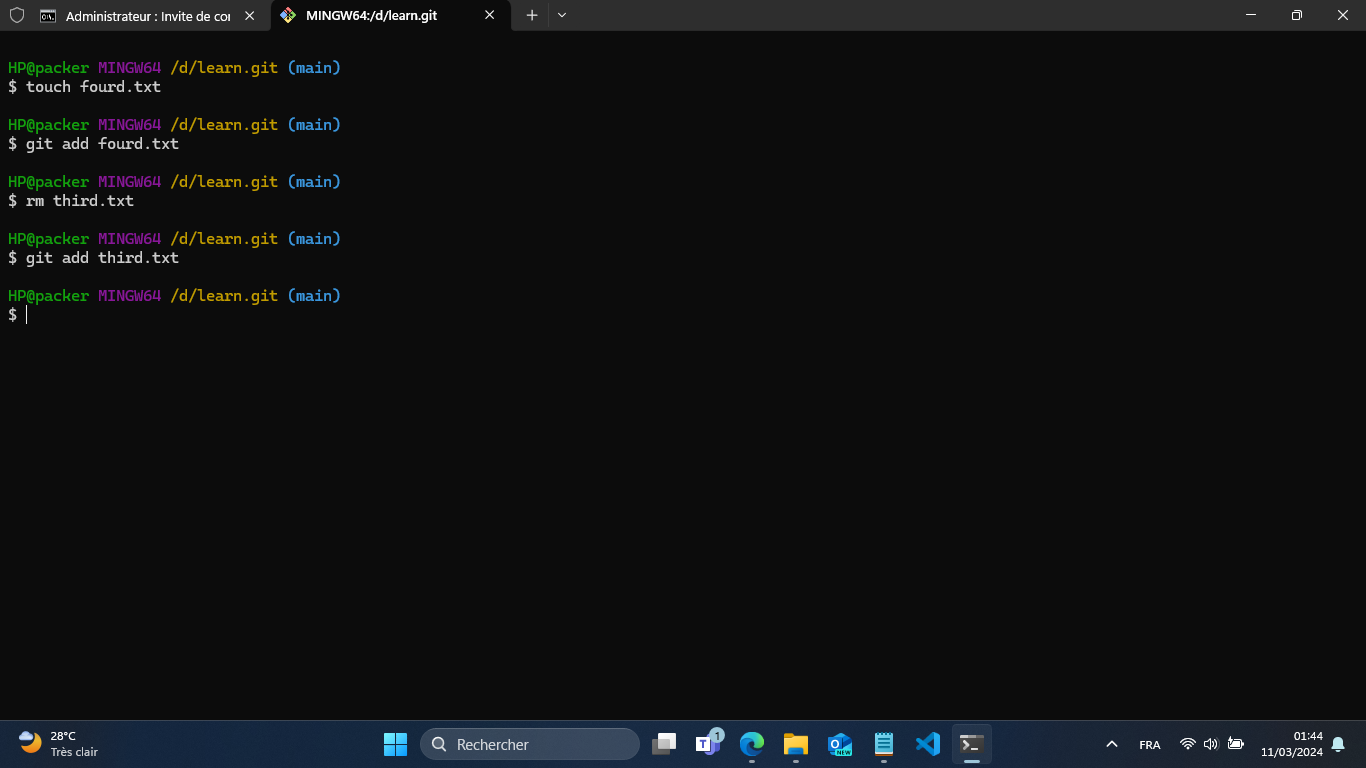 Administrateur : Invite de co
MINGW64:/d/learn.git
HP@packer MINGW64 /d/learn.git (main)
$ touch fourd.txt
HP@packer MINGW64 /d/learn.git (main)
$ git add fourd.txt
HP@packer MINGW64 /d/learn.git (main)
$ rm third.txt
HP@packer MINGW64 /d/learn.git (main)
$ git add third.txt
HP@packer MINGW64 /d/learn.git (main)
$
28°C
Très clair
Rechercher
1
NEW
FRA
01:44
11/03/2024